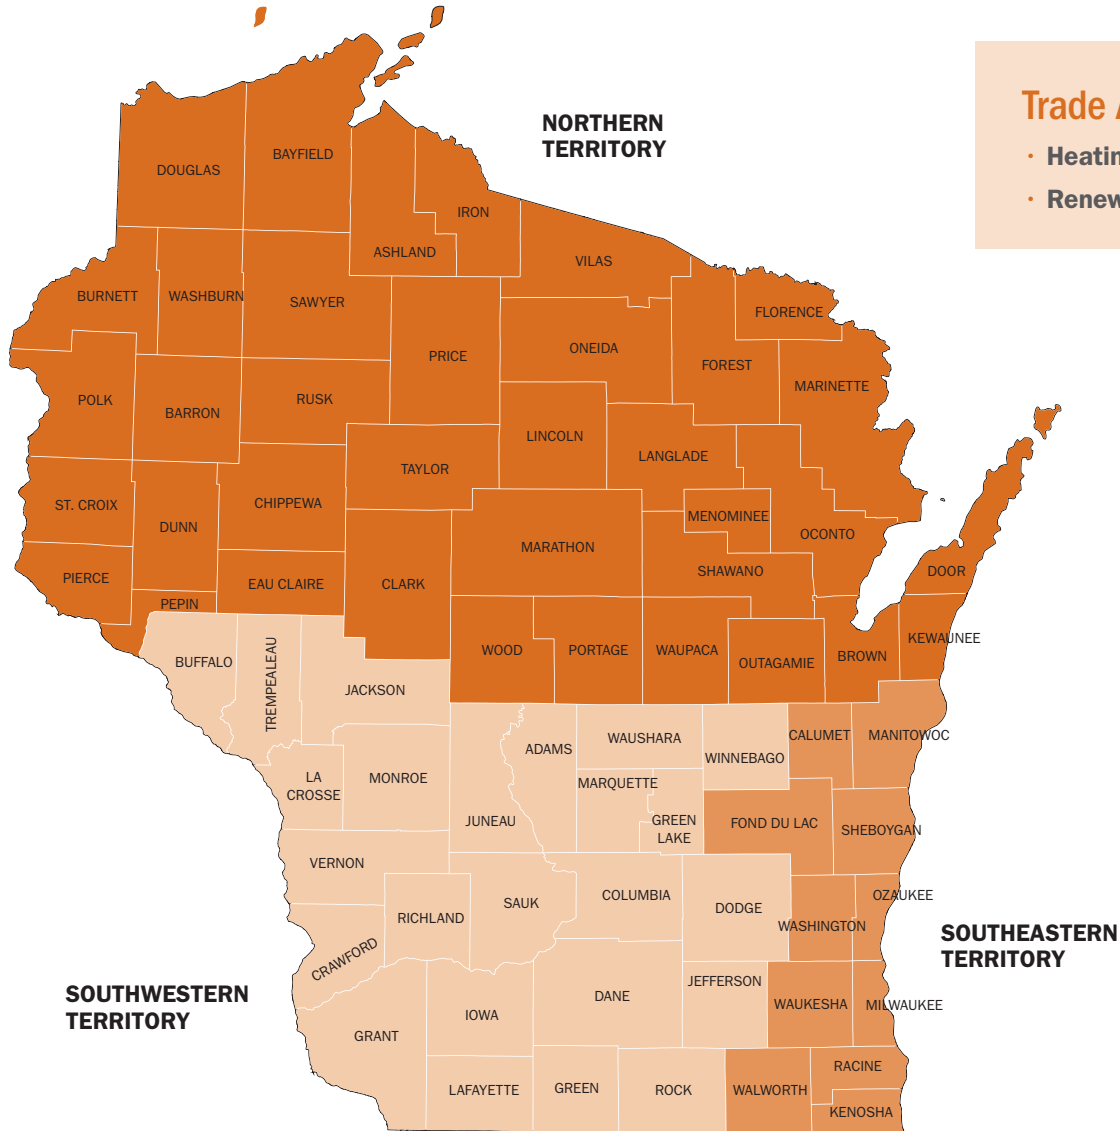 NORTHERN
TERRITORY
Trade
· Heatin
· Renew
DOUGLAS
BAYFIELD
IRON
ASHLAND
VILAS
BURNETT
WASHBURN
SAWYER
FLORENCE
PRICE
ONEIDA
FOREST
MARINETTE
POLK
BARRON
RUSK
LINCOLN
LANGLADE
TAYLOR
ST. CROIX
CHIPPEWA
MENOMINEE
DUNN
OCONTO
MARATHON
SHAWANO
DOOR
PIERCE
EAU CLAIRE
CLARK
PEPIN
KEWAUNEE
WOOD
PORTAGE
WAUPACA
BROWN
OUTAGAMIE
BUFFALO
TREMPEALEAU
JACKSON
CALUMET
MANITOWOC
WAUSHARA
ADAMS
WINNEBAGO
LA
CROSSE
MONROE
MARQUETTE
JUNEAU
GREEN
LAKE
FOND DU LAC
SHEBOYGAN
VERNON
SAUK
COLUMBIA
OZAUKEE
DODGE
RICHLAND
WASHINGTON
SOUTHEASTERN
TERRITORY
CRAWFORD
JEFFERSON
SOUTHWESTERN
TERRITORY
DANE
WAUKESHA
MILWAUKEE
IOWA
GRANT
RACINE
LAFAYETTE
GREEN
ROCK
WALWORTH
KENOSHA